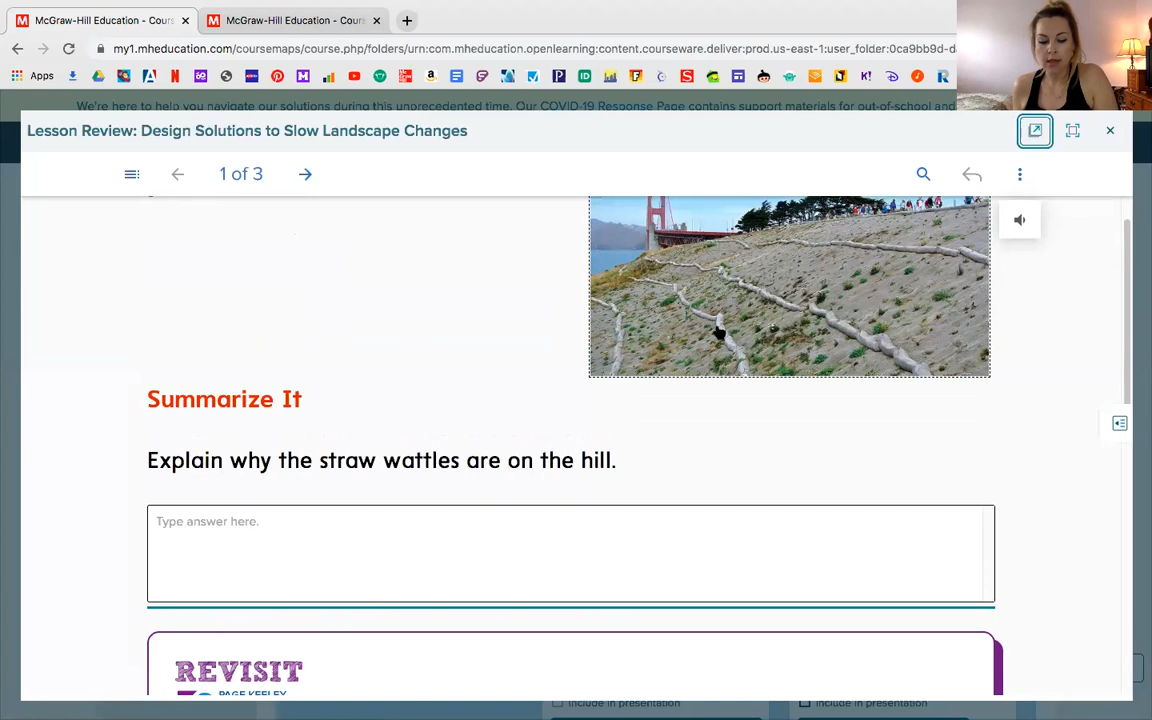 McGraw-Hill Education - Cours
McGraw-Hill Education - Cours
my1.mheducation.com/coursemaps/course.php/folders/urn:com.mheducation.openlearning:content.courseware.deliver:prod.us-east-1:user_folder:0ca9bb9d-d
Apps
We're here to help you navigate our solutions during this unprecedented time. Our COVID-19 Response Page contains support materials for out-of-school and
Lesson Review: Design Solutions to Slow Landscape Changes
1 of 3
Summarize It
Explain why the straw wattles are on the hill.
Type answer here.
REVISIT
PAGE KEELEY
Include in presentation
Include in presentation